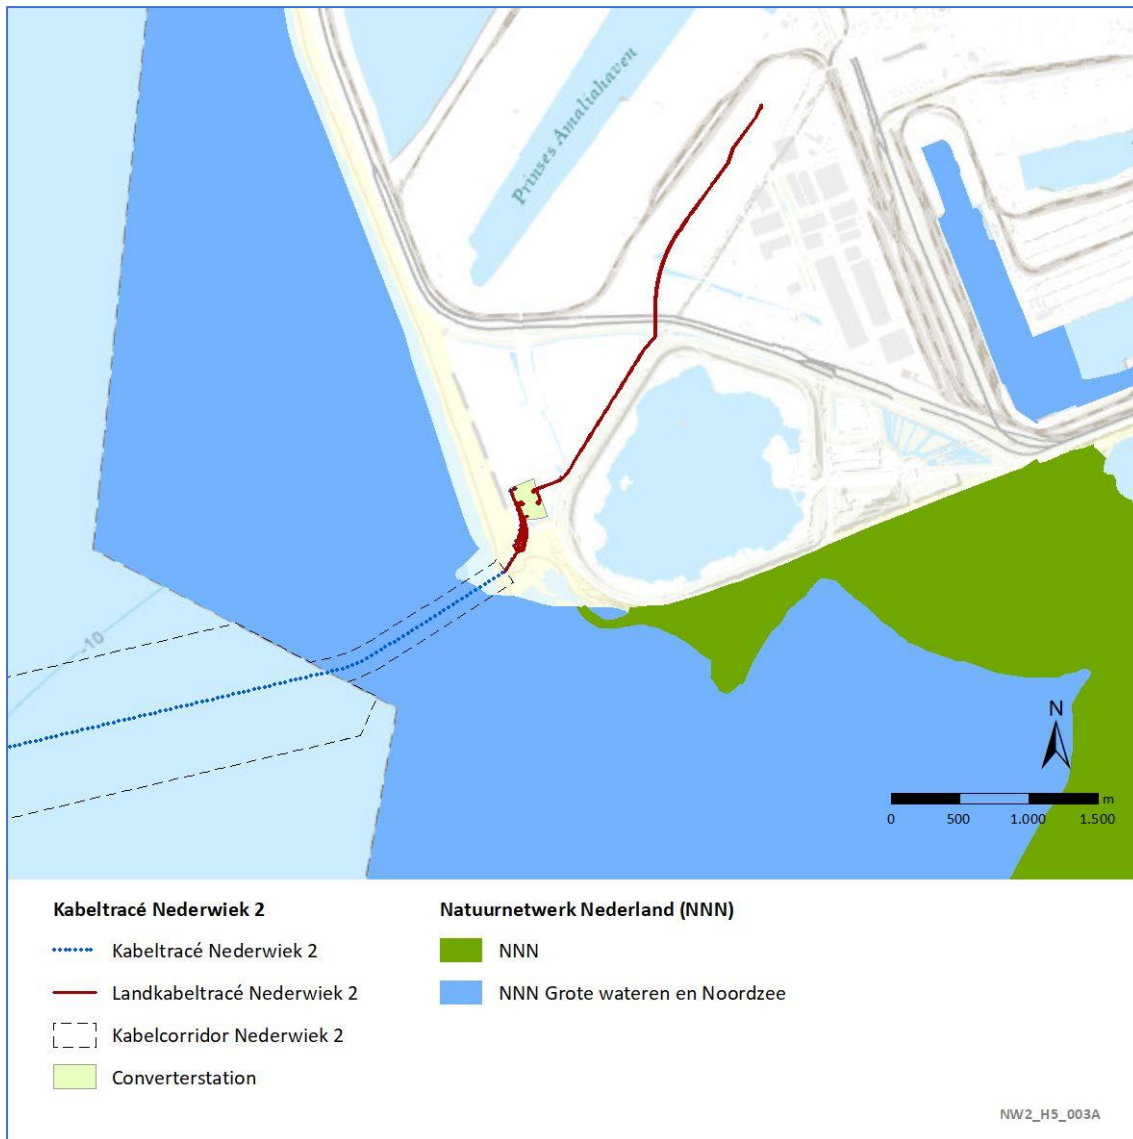 Prinses Amaliahaven
-10
N
m
0 500 1.000 1.500
Kabeltracé Nederwiek 2
Kabeltracé Nederwiek 2
Landkabeltracé Nederwiek 2
Kabelcorridor Nederwiek 2
Converterstation
Natuurnetwerk Nederland (NNN)
NNN
NNN Grote wateren en Noordzee
NW2_H5_003A